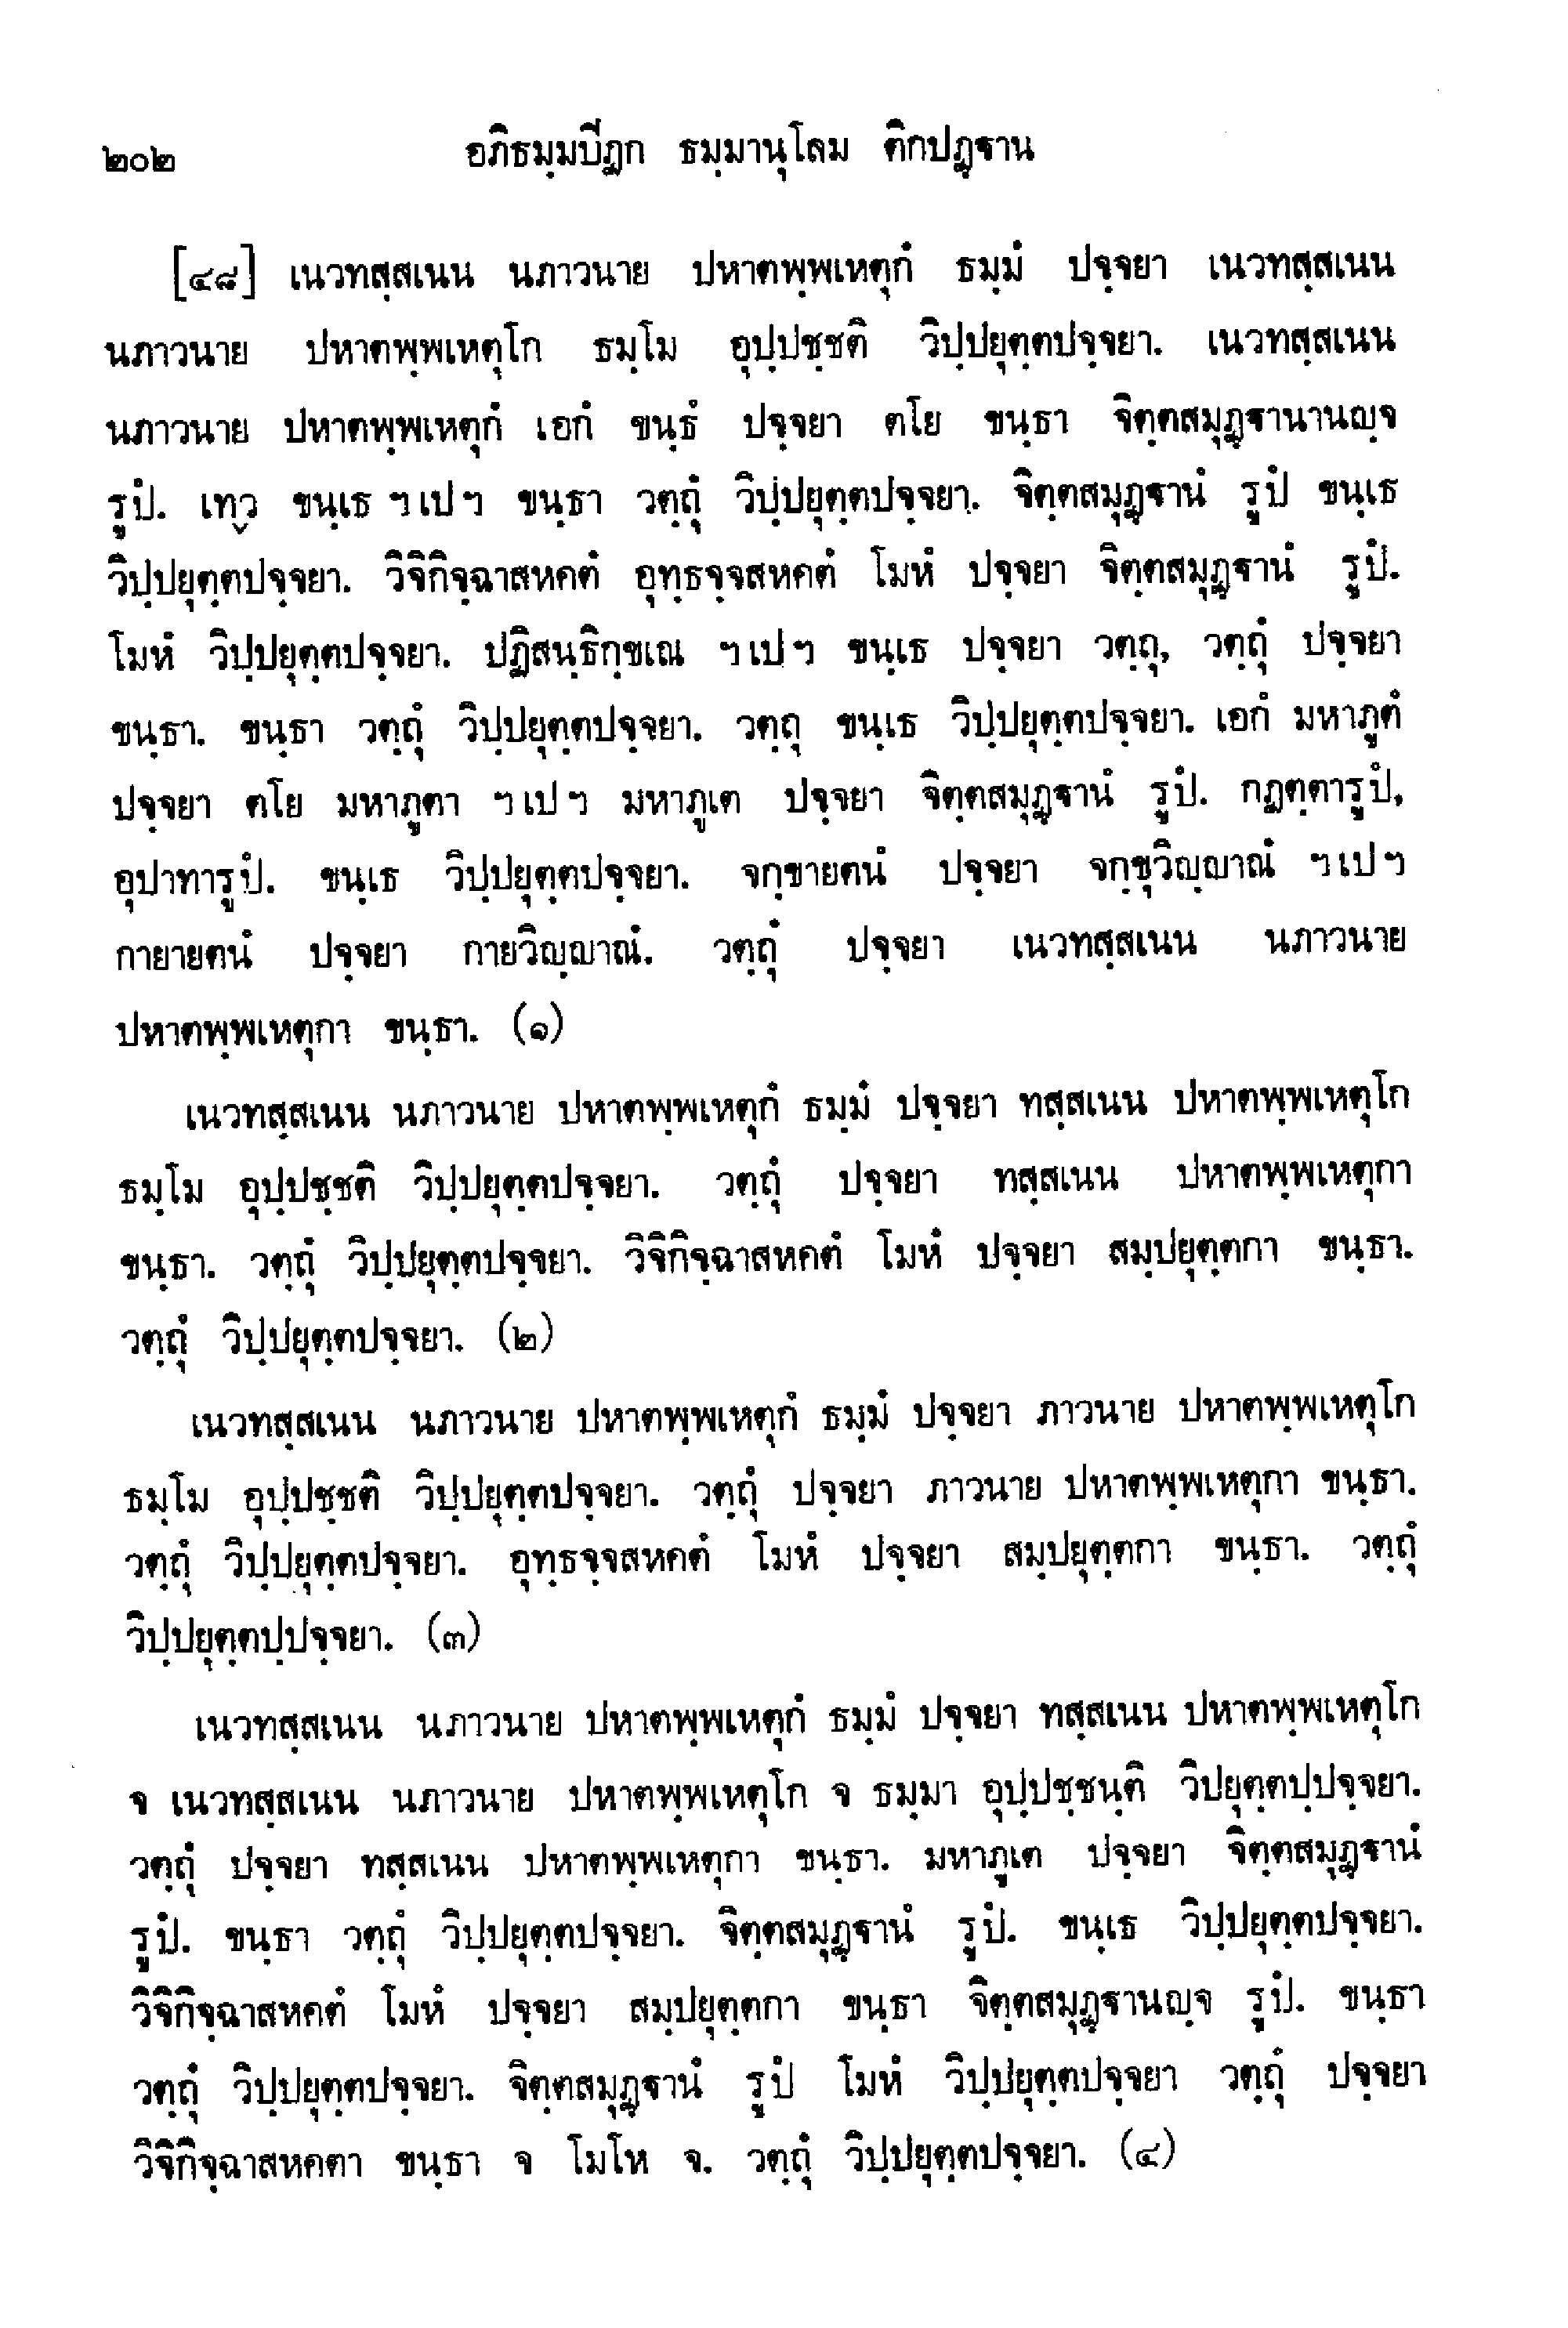 ๒๐๒ อภิธมฺมปีฏก ธมฺมานุโลม ติกปฏฺฐาน
[๔๘] เนวทสฺสเนน นภาวนาย ปหาตพฺพเหตุกํ ธมฺมํ ปจฺจยา เนวทสฺสเนน
นภาวนาย ปหาตพฺพเหตุโก ธมฺโม อุปฺปชฺชติ วิปฺปยุตฺตปจฺจยา. เนวทสฺสเนน
นภาวนาย ปหาตพฺพเหตุกํ เอกํ ขนฺธํ ปจฺจยา ตโย ขนฺธา จิตฺตสมุฏฺฐานานญฺจ
รูปํ. เทฺว ขนฺเธ ฯเปฯ ขนฺธา วตฺถุํ วิปฺปยุตฺตปจฺจยา. จิตฺตสมุฏฺฐานํ รูปํ ขนฺเธ
วิปฺปยุตฺตปจฺจยา. วิจิกิจฺฉาสหคตํ อุทฺธจฺจสหคตํ โมหํ ปจฺจยา จิตฺตสมุฏฺฐานํ รูปํ.
โมหํ วิปฺปยุตฺตปจฺจยา. ปฏิสนฺธิกฺขเณ ฯเปฯ ขนฺเธ ปจฺจยา วตฺถุ, วตฺถุํ ปจฺจยา
ขนฺธา. ขนฺธา วตฺถุํ วิปฺปยุตฺตปจฺจยา. วตฺถุ ขนฺเธ วิปฺปยุตฺตปจฺจยา. เอกํ มหาภูตํ
ปจฺจยา ตโย มหาภูตา ฯเปฯ มหาภูเต ปจฺจยา จิตฺตสมุฏฺฐานํ รูปํ. กฏตฺตารูปํ,
อุปาทารูปํ. ขนฺเธ วิปฺปยุตฺตปจฺจยา. จกฺขายตนํ ปจฺจยา จกฺขุวิญฺญาณํ ฯเปฯ
กายายตนํ ปจฺจยา กายวิญฺญาณํ. วตฺถุํ ปจฺจยา เนวทสฺสเนน นภาวนาย
ปหาตพฺพเหตุกา ขนฺธา. (๑)
เนวทสฺสเนน นภาวนาย ปหาตพฺพเหตุกํ ธมฺมํ ปจฺจยา ทสฺสเนน ปหาตพฺพเหตุโก
ธมฺโม อุปฺปชฺชติ วิปฺปยุตฺตปจฺจยา. วตฺถุํ ปจฺจยา ทสฺสเนน ปหาตพฺพเหตุกา
ขนฺธา. วตฺถุํ วิปฺปยุตฺตปจฺจยา. วิจิกิจฺฉาสหคตํ โมหํ ปจฺจยา สมฺปยุตฺตกา ขนฺธา.
วตฺถุํ วิปฺปยุตฺตปจฺจยา. (๒)
เนวทสฺสเนน นภาวนาย ปหาตพฺพเหตุกํ ธมฺมํ ปจฺจยา ภาวนาย ปหาตพฺพเหตุโก
ธมฺโม อุปฺปชฺชติ วิปฺปยุตฺตปจฺจยา. วตฺถุํ ปจฺจยา ภาวนาย ปหาตพฺพเหตุกา ขนฺธา.
วตฺถุํ วิปฺปยุตฺตปจฺจยา. อุทฺธจฺจสหคตํ โมหํ ปจฺจยา สมฺปยุตฺตกา ขนฺธา. วตฺถุํ
วิปฺปยุตฺตปฺปจฺจยา. (๓)
เนวทสฺสเนน นภาวนาย ปหาตพฺพเหตุกํ ธมฺมํ ปจฺจยา ทสฺสเนน ปหาตพฺพเหตุโก
จ เนวทสฺสเนน นภาวนาย ปหาตพฺพเหตุโก จ ธมฺมา อุปฺปชฺชนฺติ วิปยุตฺตปฺปจฺจยา.
วตฺถุํ ปจฺจยา ทสฺสเนน ปหาตพฺพเหตุกา ขนฺธา. มหาภูเต ปจฺจยา จิตฺตสมุฏฺฐานํ
รูปํ. ขนฺธา วตฺถุํ วิปฺปยุตฺตปจฺจยา. จิตฺตสมุฏฺฐานํ รูปํ. ขนฺเธ วิปฺปยุตฺตปจฺจยา.
วิจิกิจฺฉาสหคตํ โมหํ ปจฺจยา สมฺปยุตฺตกา ขนฺธา จิตฺตสมุฏฺฐานญฺจ รูปํ. ขนฺธา
วตฺถุํ วิปฺปยุตฺตปจฺจยา. จิตฺตสมุฏฺฐานํ รูปํ โมหํ วิปฺปยุตฺตปจฺจยา วตฺถุํ ปจฺจยา
วิจิกิจฺฉาสหคตา ขนฺธา จ โมโห จ. วตฺถุํ วิปฺปยุตฺตปจฺจยา. (๔)